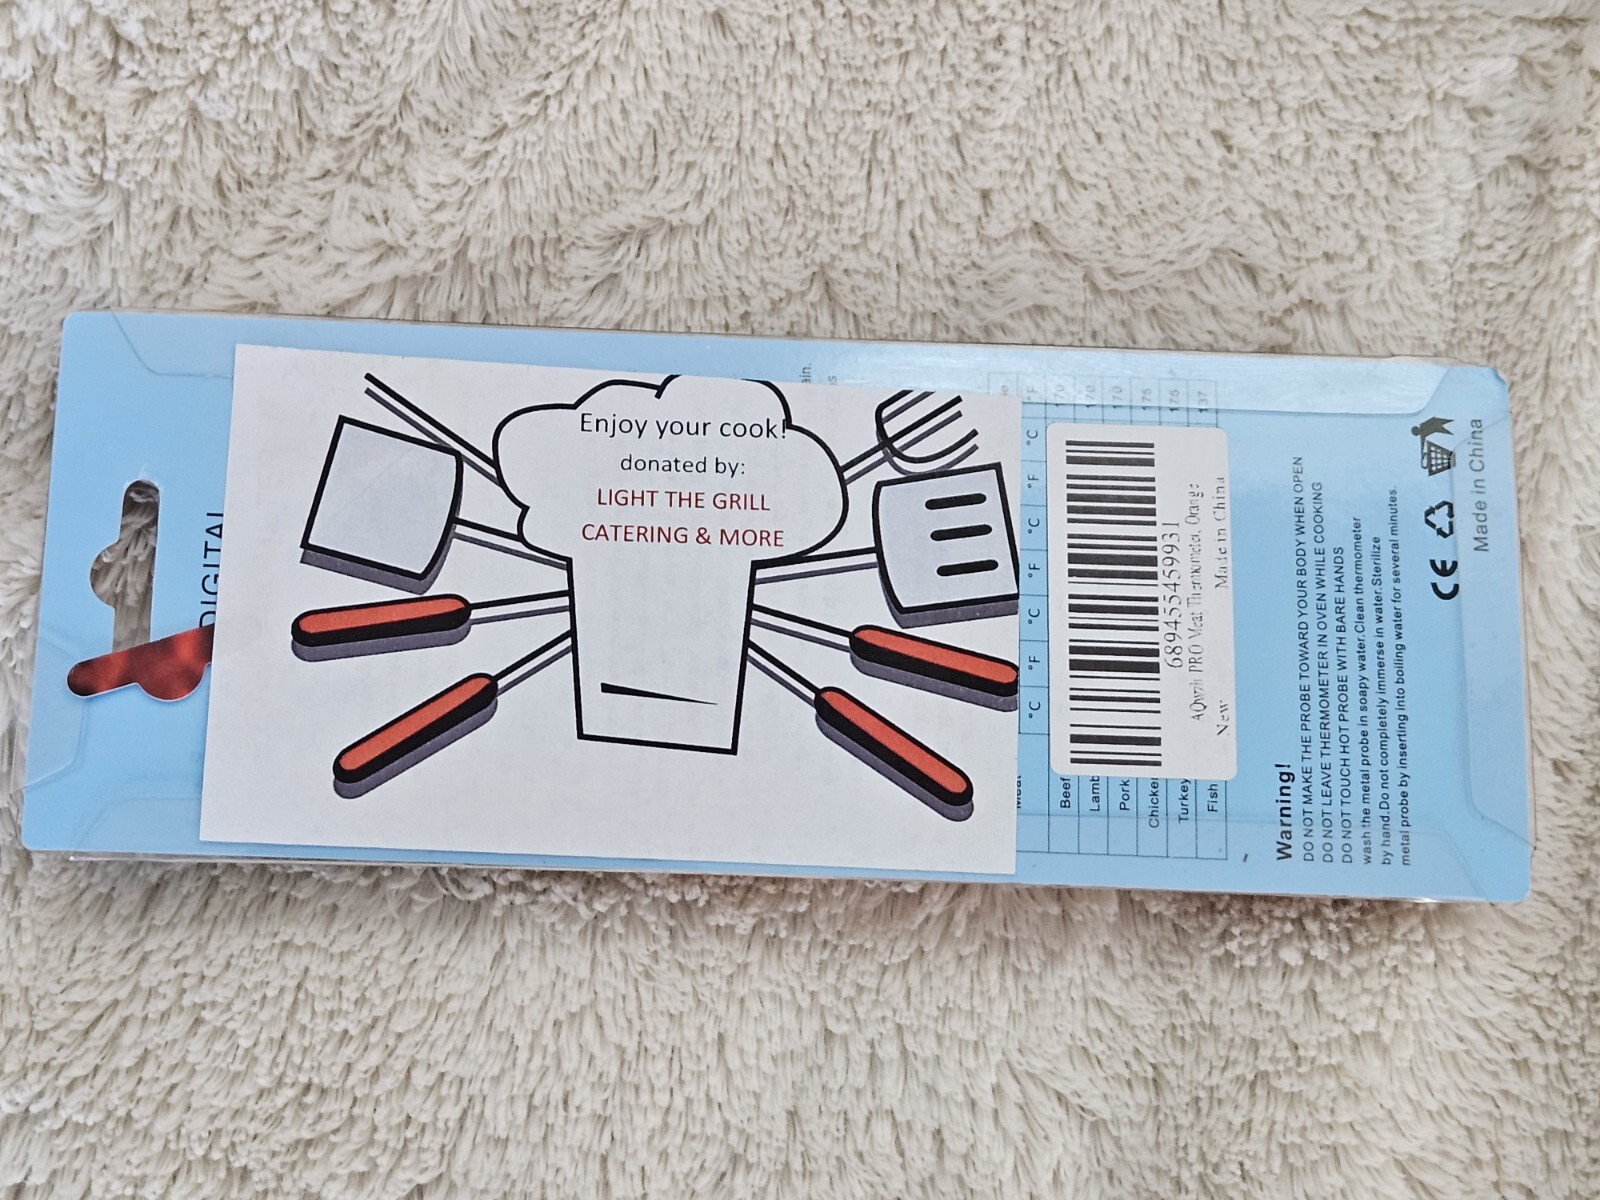 DIGITAL
Enjoy your cook!
donated by:
LIGHT THE GRILL
CATERING & MORE
°C °F °C °F °C °F °C °F
Beef 170
Lamb 170
Pork 170
Chicken 175
Turkey 175
Fish 137
689455459931
PRO Meat Thermometer, Orange
New Made in China
Warning!
DO NOT MAKE THE PROBE TOWARD YOUR BODY WHEN OPEN
DO NOT LEAVE THERMOMETER IN OVEN WHILE COOKING
DO NOT TOUCH HOT PROBE WITH BARE HANDS
wash the metal probe in soapy water.Clean thermometer
by hand.Do not completely immerse in water.Sterilize
metal probe by inserting into boiling water for several minutes.
CE
Made in China